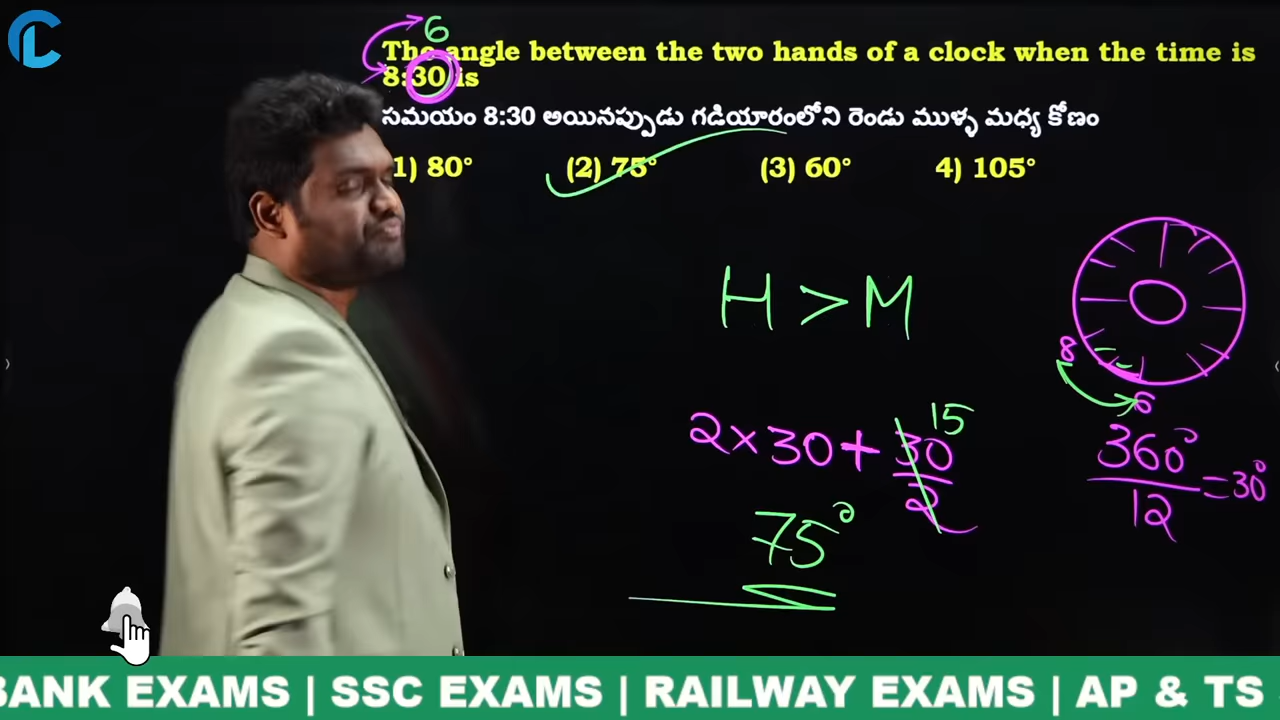 CL
6
The angle between the two hands of a clock when the time is
8:30 is
సమయం 8:30 అయినప్పుడు గడియారంలోని రెండు ముళ్ళ మధ్య కోణం
1) 80° (2) 75° (3) 60° 4) 105°
H > M
8
6
2×30+30/2 15
75°
360°/12 =30°
BANK EXAMS | SSC EXAMS | RAILWAY EXAMS | AP & TS